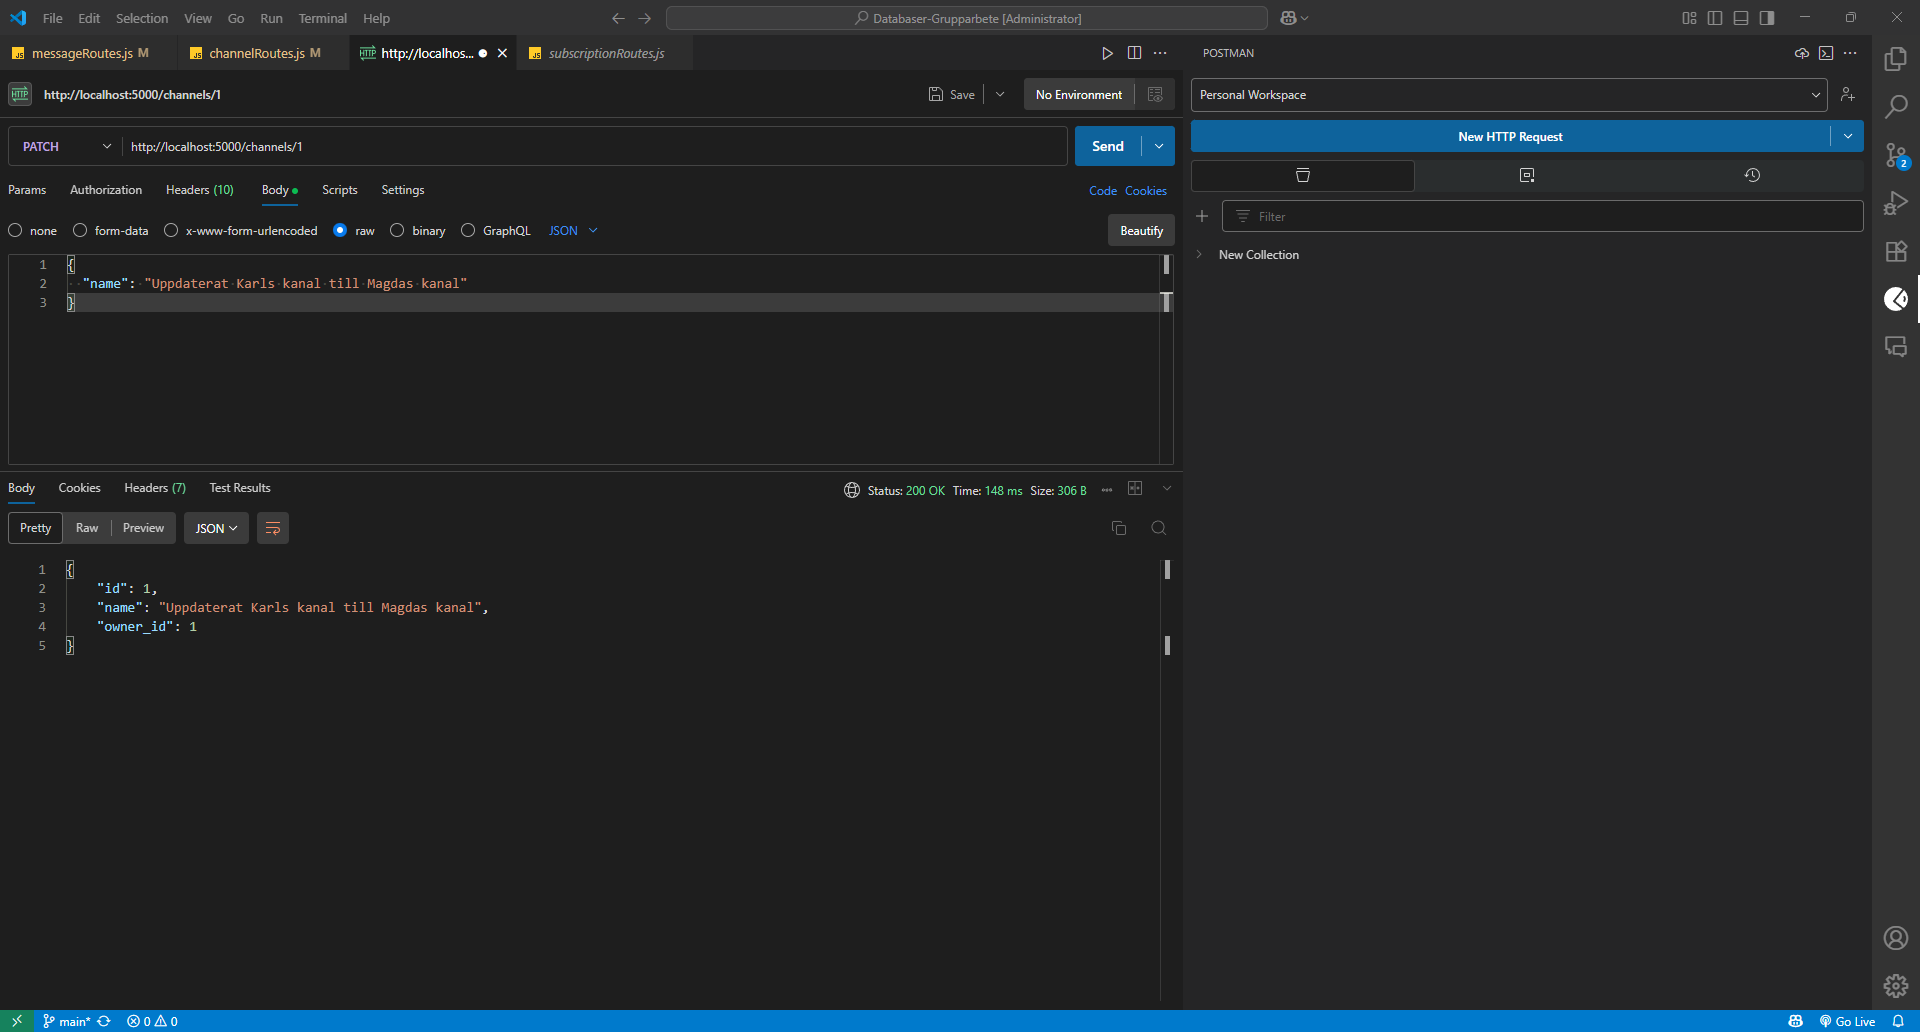 File Edit Selection View Go Run Terminal Help
Databaser-Grupparbete [Administrator]
messageRoutes.js M
channelRoutes.js M
http://localhos...
subscriptionRoutes.js
POSTMAN
HTTP http://localhost:5000/channels/1
Save
No Environment
Personal Workspace
PATCH http://localhost:5000/channels/1
Send
New HTTP Request
Params Authorization Headers (10) Body Scripts Settings
Code Cookies
none form-data x-www-form-urlencoded raw binary GraphQL JSON
Beautify
Filter
New Collection
1 {
2 "name": "Uppdaterat Karls kanal till Magdas kanal"
3 }
Body Cookies Headers (7) Test Results
Status: 200 OK Time: 148 ms Size: 306 B
Pretty Raw Preview JSON
1 {
2 "id": 1,
3 "name": "Uppdaterat Karls kanal till Magdas kanal",
4 "owner_id": 1
5 }
2
main* 0 0
Go Live